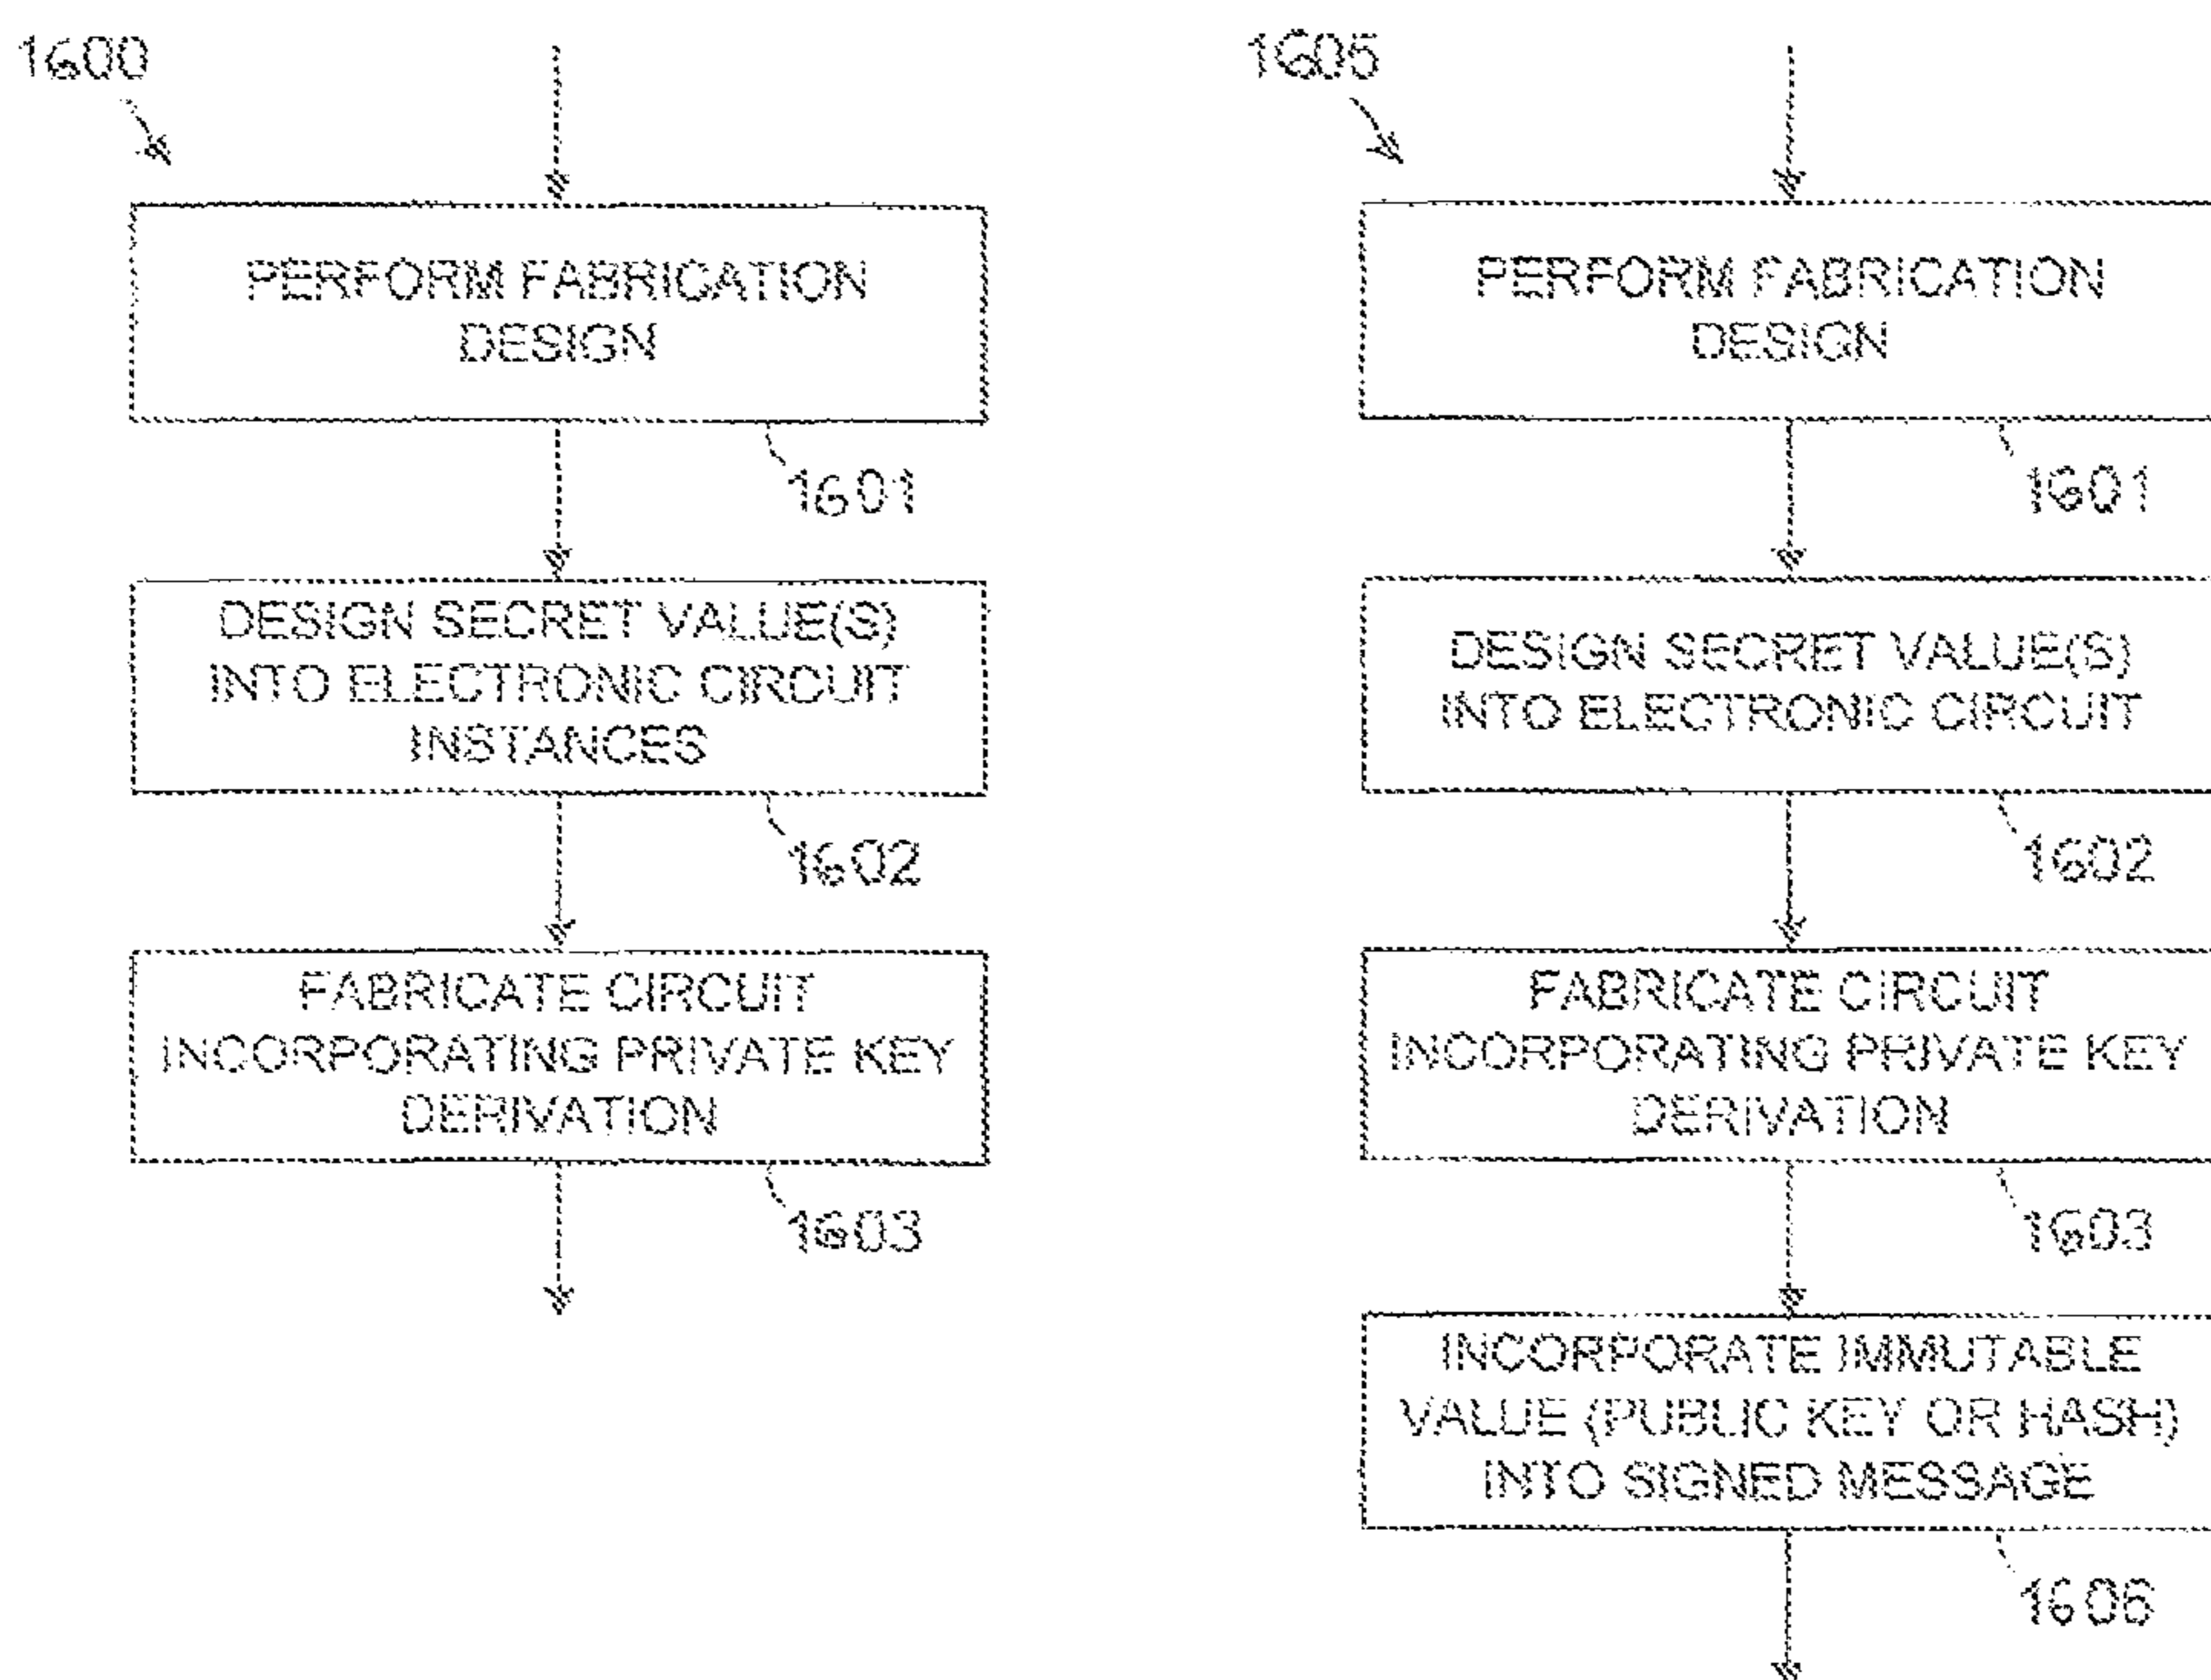 1600
PERFORM FABRICATION
DESIGN
1601
DESIGN SECRET VALUE(S)
INTO ELECTRONIC CIRCUIT
INSTANCES
1602
FABRICATE CIRCUIT
INCORPORATING PRIVATE KEY
DERIVATION
1603
1605
PERFORM FABRICATION
DESIGN
1601
DESIGN SECRET VALUE(S)
INTO ELECTRONIC CIRCUIT
1602
FABRICATE CIRCUIT
INCORPORATING PRIVATE KEY
DERIVATION
1603
INCORPORATE IMMUTABLE
VALUE (PUBLIC KEY OR HASH)
INTO SIGNED MESSAGE
1606